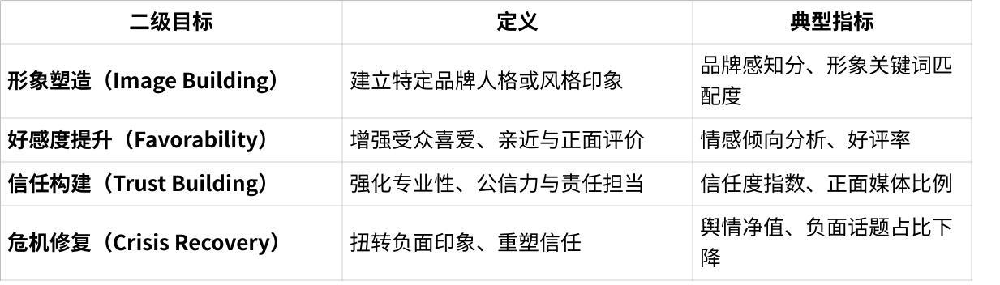 二级目标 定义 典型指标
形象塑造（Image Building） 建立特定品牌人格或风格印象 品牌感知分、形象关键词匹
配度
好感度提升（Favorability） 增强受众喜爱、亲近与正面评价 情感倾向分析、好评率
信任构建（Trust Building） 强化专业性、公信力与责任担当 信任度指数、正面媒体比例
危机修复（Crisis Recovery） 扭转负面印象、重塑信任 舆情净值、负面话题占比下
降